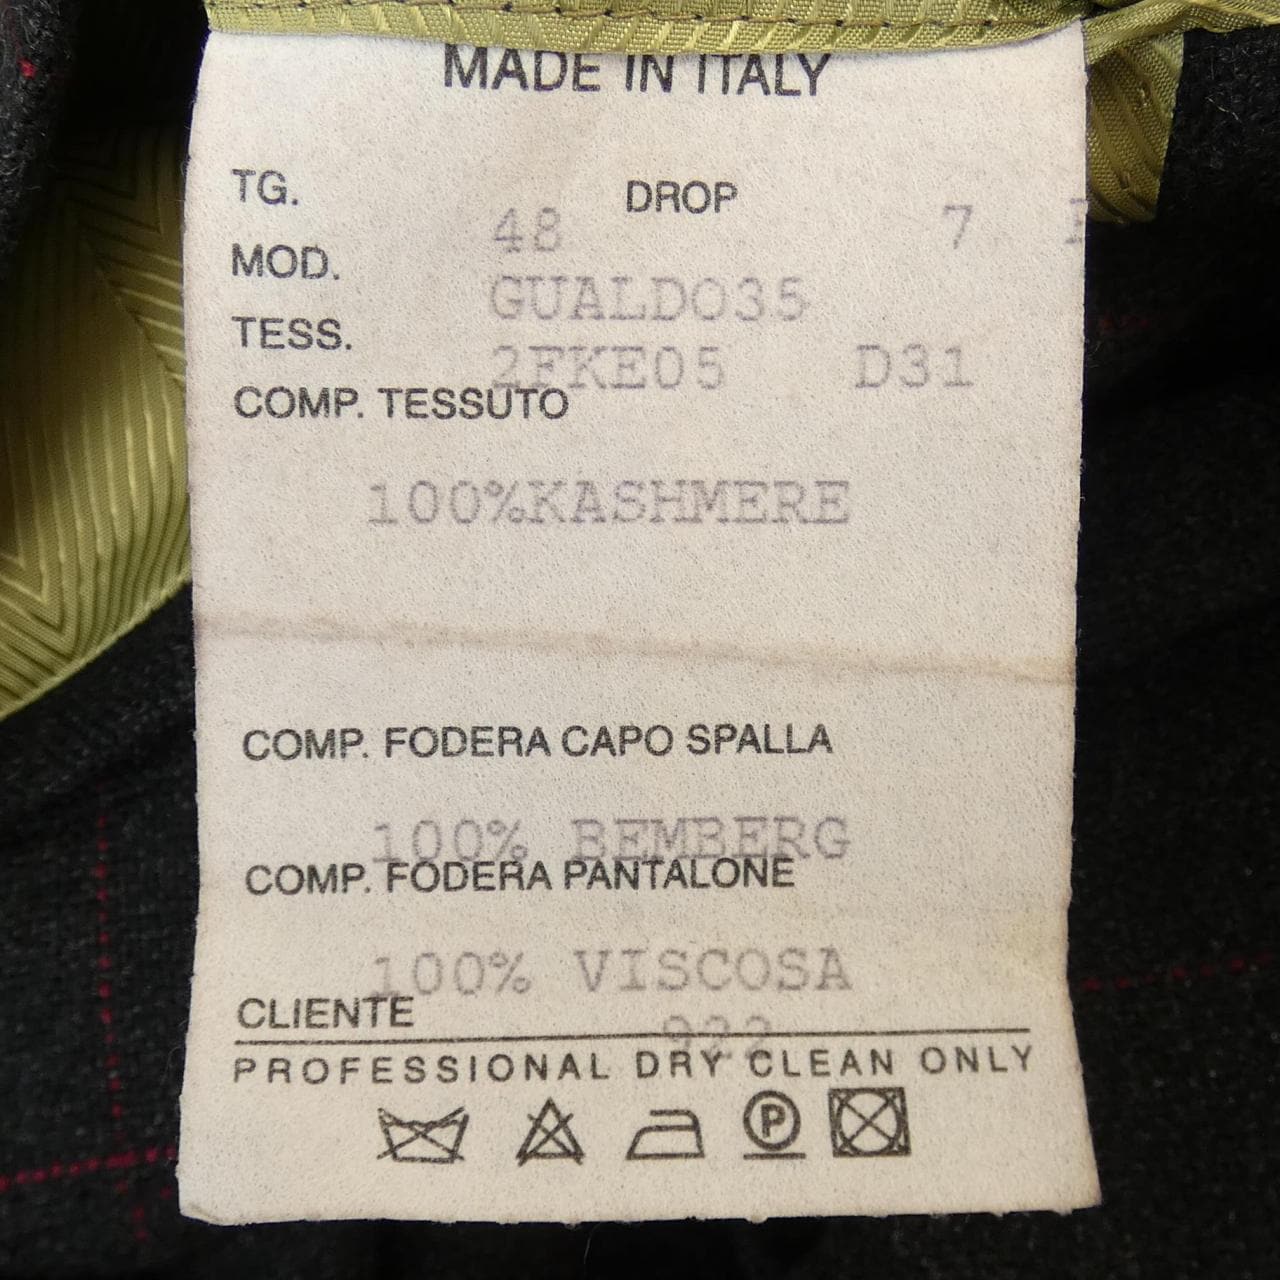 MADE IN ITALY
TG. 48 DROP 7
MOD. GUALDO35
TESS. 2FKE05 D31
COMP. TESSUTO
100%KASHMERE
COMP. FODERA CAPO SPALLA
100% BEMBERG
COMP. FODERA PANTALONE
100% VISCOSA
CLIENTE 922
PROFESSIONAL DRY CLEAN ONLY
P